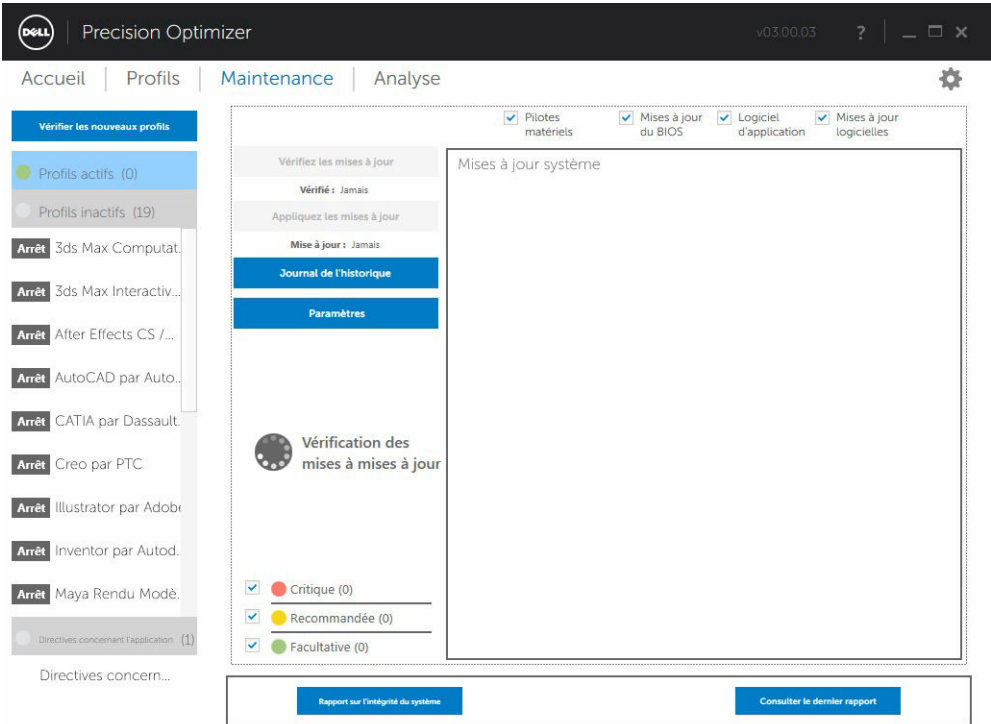 DELL
Precision Optimizer
v03.00.03
?
Accueil
Profils
Maintenance
Analyse
Vérifier les nouveaux profils
Profils actifs (0)
Profils inactifs (19)
Arrêt 3ds Max Computat.
Arrêt 3ds Max Interactiv...
Arrêt After Effects CS /...
Arrêt AutoCAD par Auto..
Arrêt CATIA par Dassault.
Arrêt Creo par PTC
Arrêt Illustrator par Adobe
Arrêt Inventor par Autod.
Arrêt Maya Rendu Modè.
Directives concernant l'application (1)
Directives concern...
Pilotes
matériels
Mises à jour
du BIOS
Logiciel
d'application
Mises à jour
logicielles
Vérifiez les mises à jour
Vérifié : Jamais
Appliquez les mises à jour
Mise à jour : Jamais
Journal de l'historique
Paramètres
Vérification des
mises à mises à jour
Critique (0)
Recommandée (0)
Facultative (0)
Mises à jour système
Rapport sur l'intégrité du système
Consulter le dernier rapport